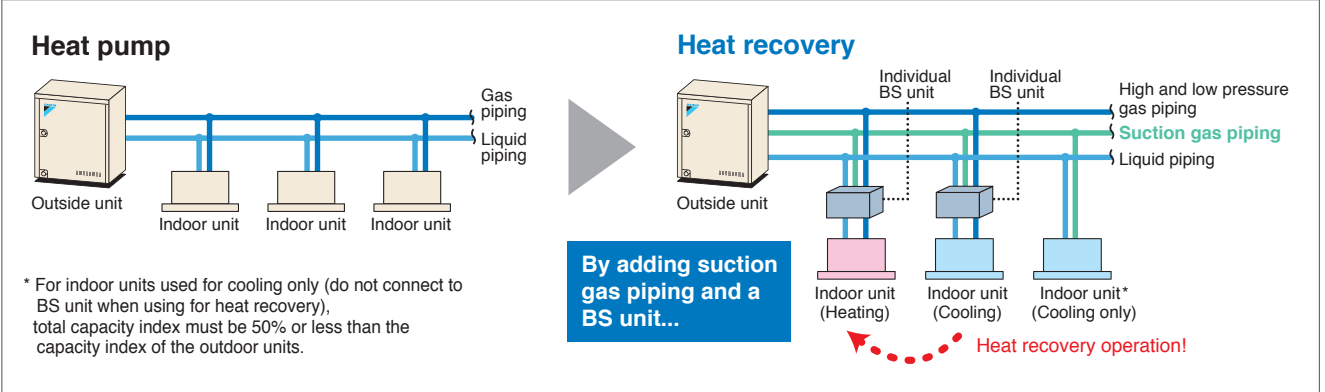 Heat pump
Gas
piping
Liquid
piping
Outside unit
Indoor unit
Indoor unit
Indoor unit
* For indoor units used for cooling only (do not connect to
BS unit when using for heat recovery),
total capacity index must be 50% or less than the
capacity index of the outdoor units.
Heat recovery
Individual
BS unit
Individual
BS unit
High and low pressure
gas piping
Suction gas piping
Liquid piping
Outside unit
By adding suction
gas piping and a
BS unit...
Indoor unit
(Heating)
Indoor unit
(Cooling)
Indoor unit*
(Cooling only)
Heat recovery operation!